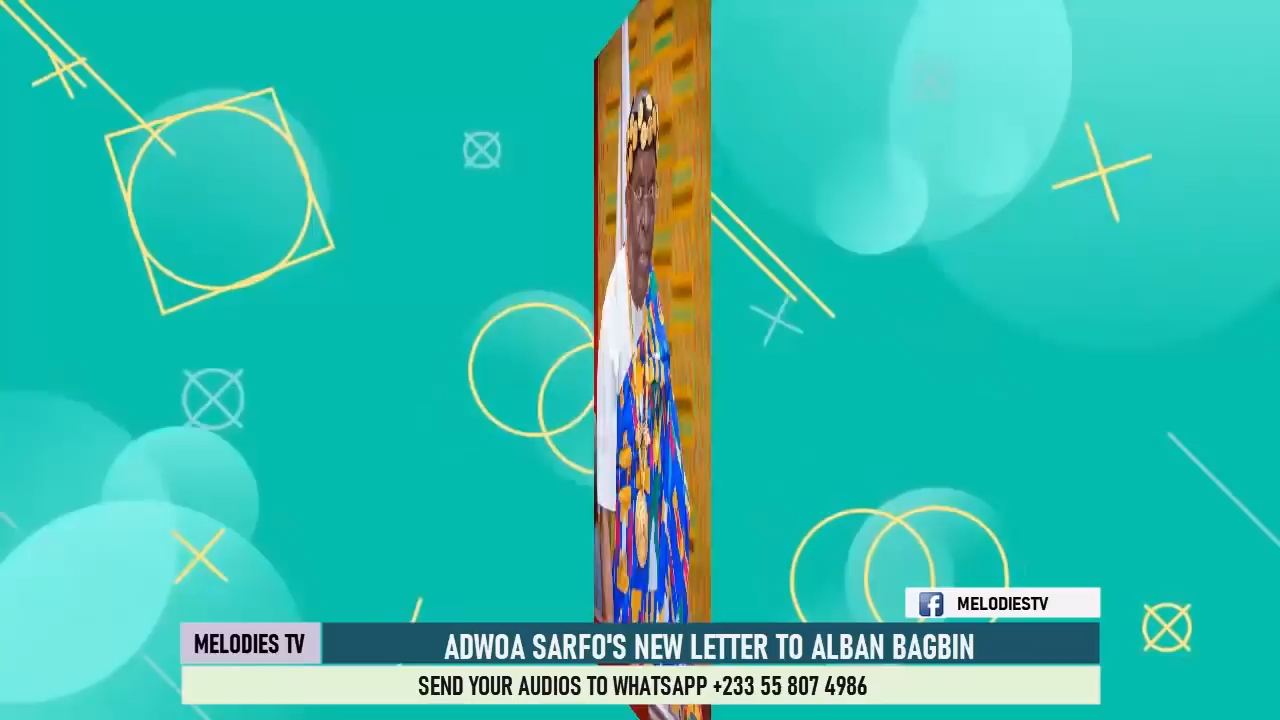 MELODIESTV
MELODIES TV
ADWOA SARFO'S NEW LETTER TO ALBAN BAGBIN
SEND YOUR AUDIOS TO WHATSAPP +233 55 807 4986